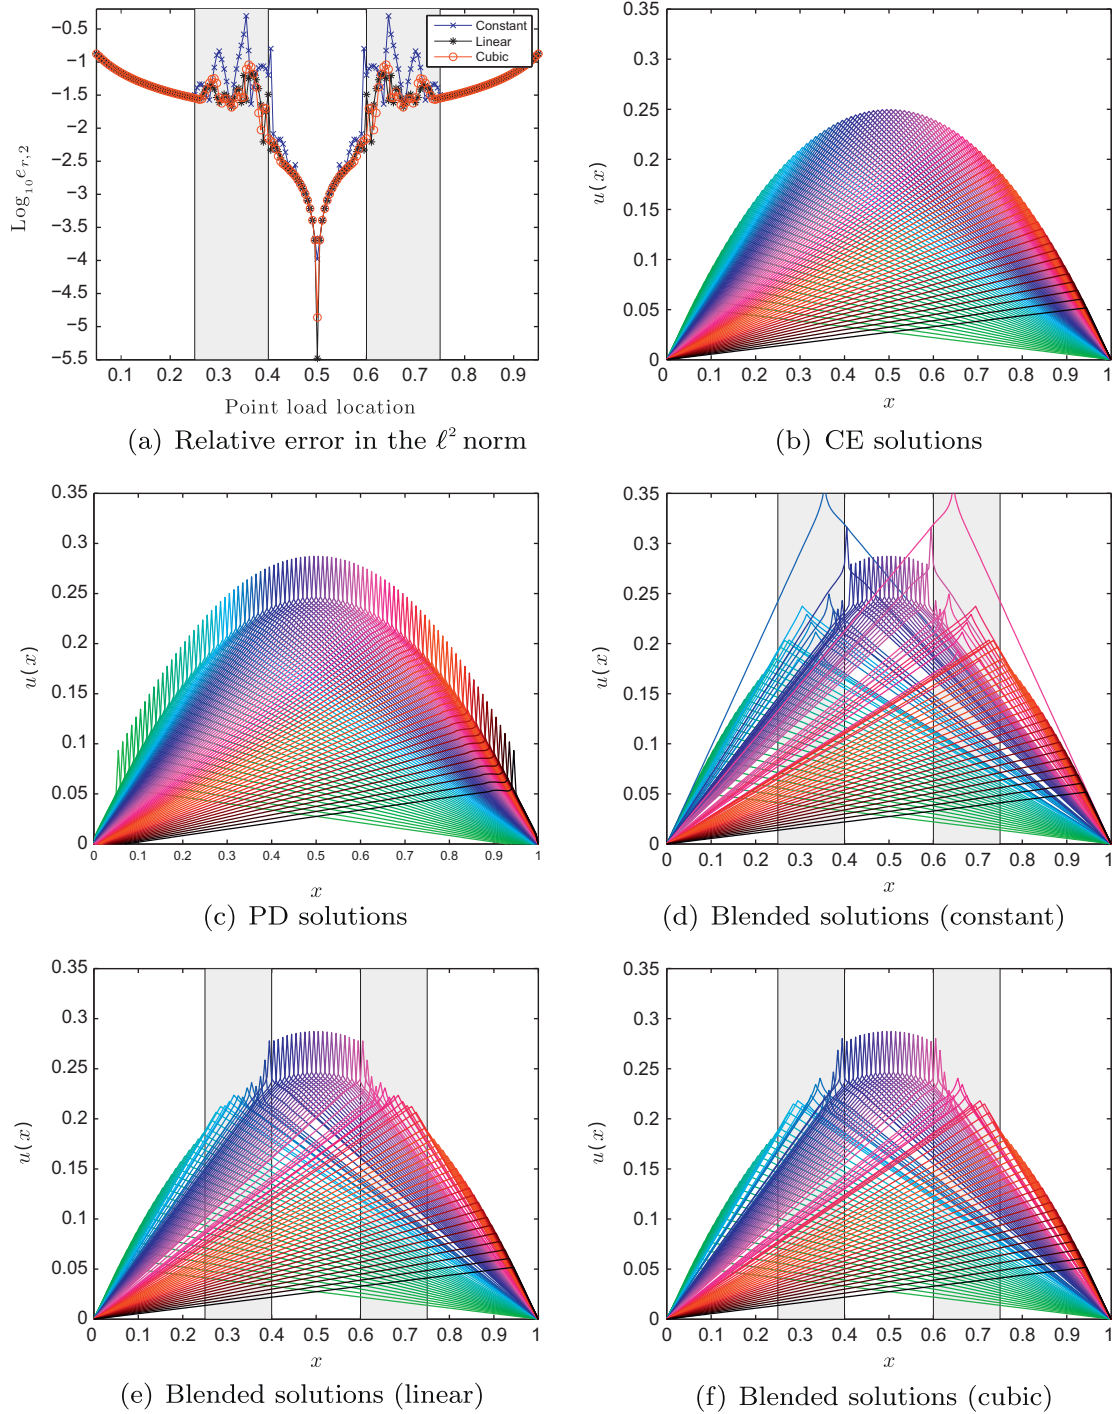 −0.5
−1
−1.5
−2
−2.5
−3
−3.5
−4
−4.5
−5
−5.5
Log₁₀ e_{r,2}
Constant
Linear
Cubic
0.1 0.2 0.3 0.4 0.5 0.6 0.7 0.8 0.9
Point load location
(a) Relative error in the ℓ² norm
0.35
0.3
0.25
0.2
0.15
0.1
0.05
0
u(x)
0 0.1 0.2 0.3 0.4 0.5 0.6 0.7 0.8 0.9 1
x
(b) CE solutions
0.35
0.3
0.25
0.2
0.15
0.1
0.05
0
u(x)
0 0.1 0.2 0.3 0.4 0.5 0.6 0.7 0.8 0.9 1
x
(c) PD solutions
0.35
0.3
0.25
0.2
0.15
0.1
0.05
0
u(x)
0 0.1 0.2 0.3 0.4 0.5 0.6 0.7 0.8 0.9 1
x
(d) Blended solutions (constant)
0.35
0.3
0.25
0.2
0.15
0.1
0.05
0
u(x)
0 0.1 0.2 0.3 0.4 0.5 0.6 0.7 0.8 0.9 1
x
(e) Blended solutions (linear)
0.35
0.3
0.25
0.2
0.15
0.1
0.05
0
u(x)
0 0.1 0.2 0.3 0.4 0.5 0.6 0.7 0.8 0.9 1
x
(f) Blended solutions (cubic)